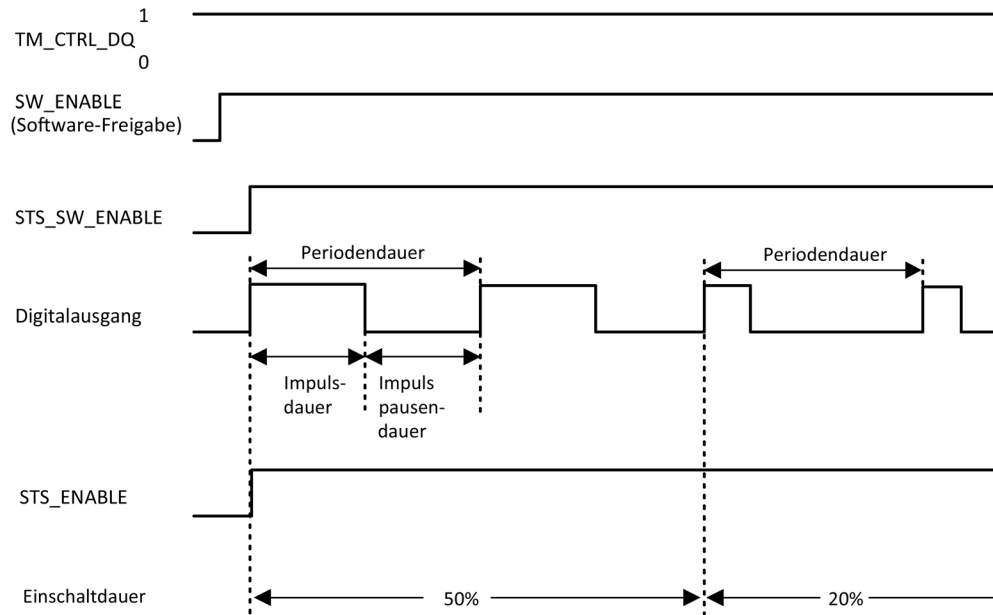 1
TM_CTRL_DQ
0
SW_ENABLE
(Software-Freigabe)
STS_SW_ENABLE
Periodendauer
Periodendauer
Digitalausgang
Impuls-
dauer
Impuls
pausen-
dauer
STS_ENABLE
Einschaltdauer
50%
20%